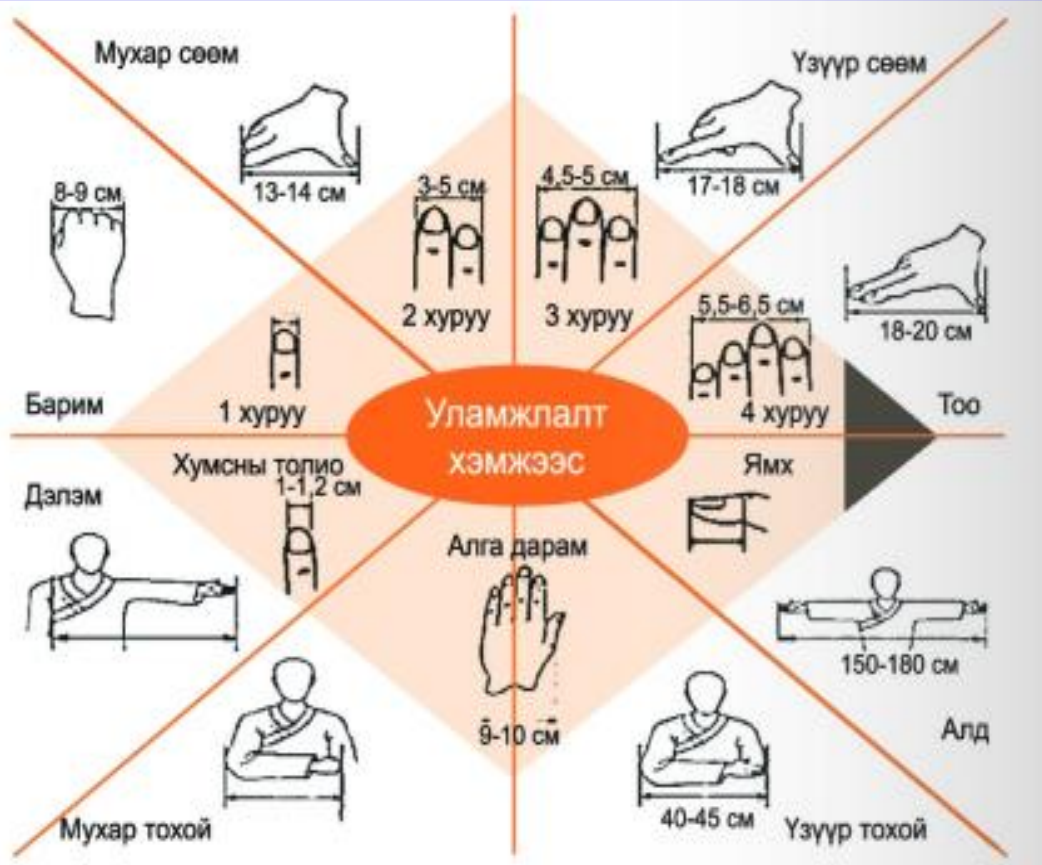 Мухар сөөм
Үзүүр сөөм
13-14 см
17-18 см
8-9 см
3-5 см
4,5-5 см
2 хуруу
3 хуруу
5,5-6,5 см
18-20 см
Барим
1 хуруу
4 хуруу
Тоо
Уламжлалт
хэмжээс
Хумсны толио
1-1,2 см
Ямх
Дэлэм
Алга дарам
150-180 см
9-10 см
Алд
40-45 см
Мухар тохой
Үзүүр тохой